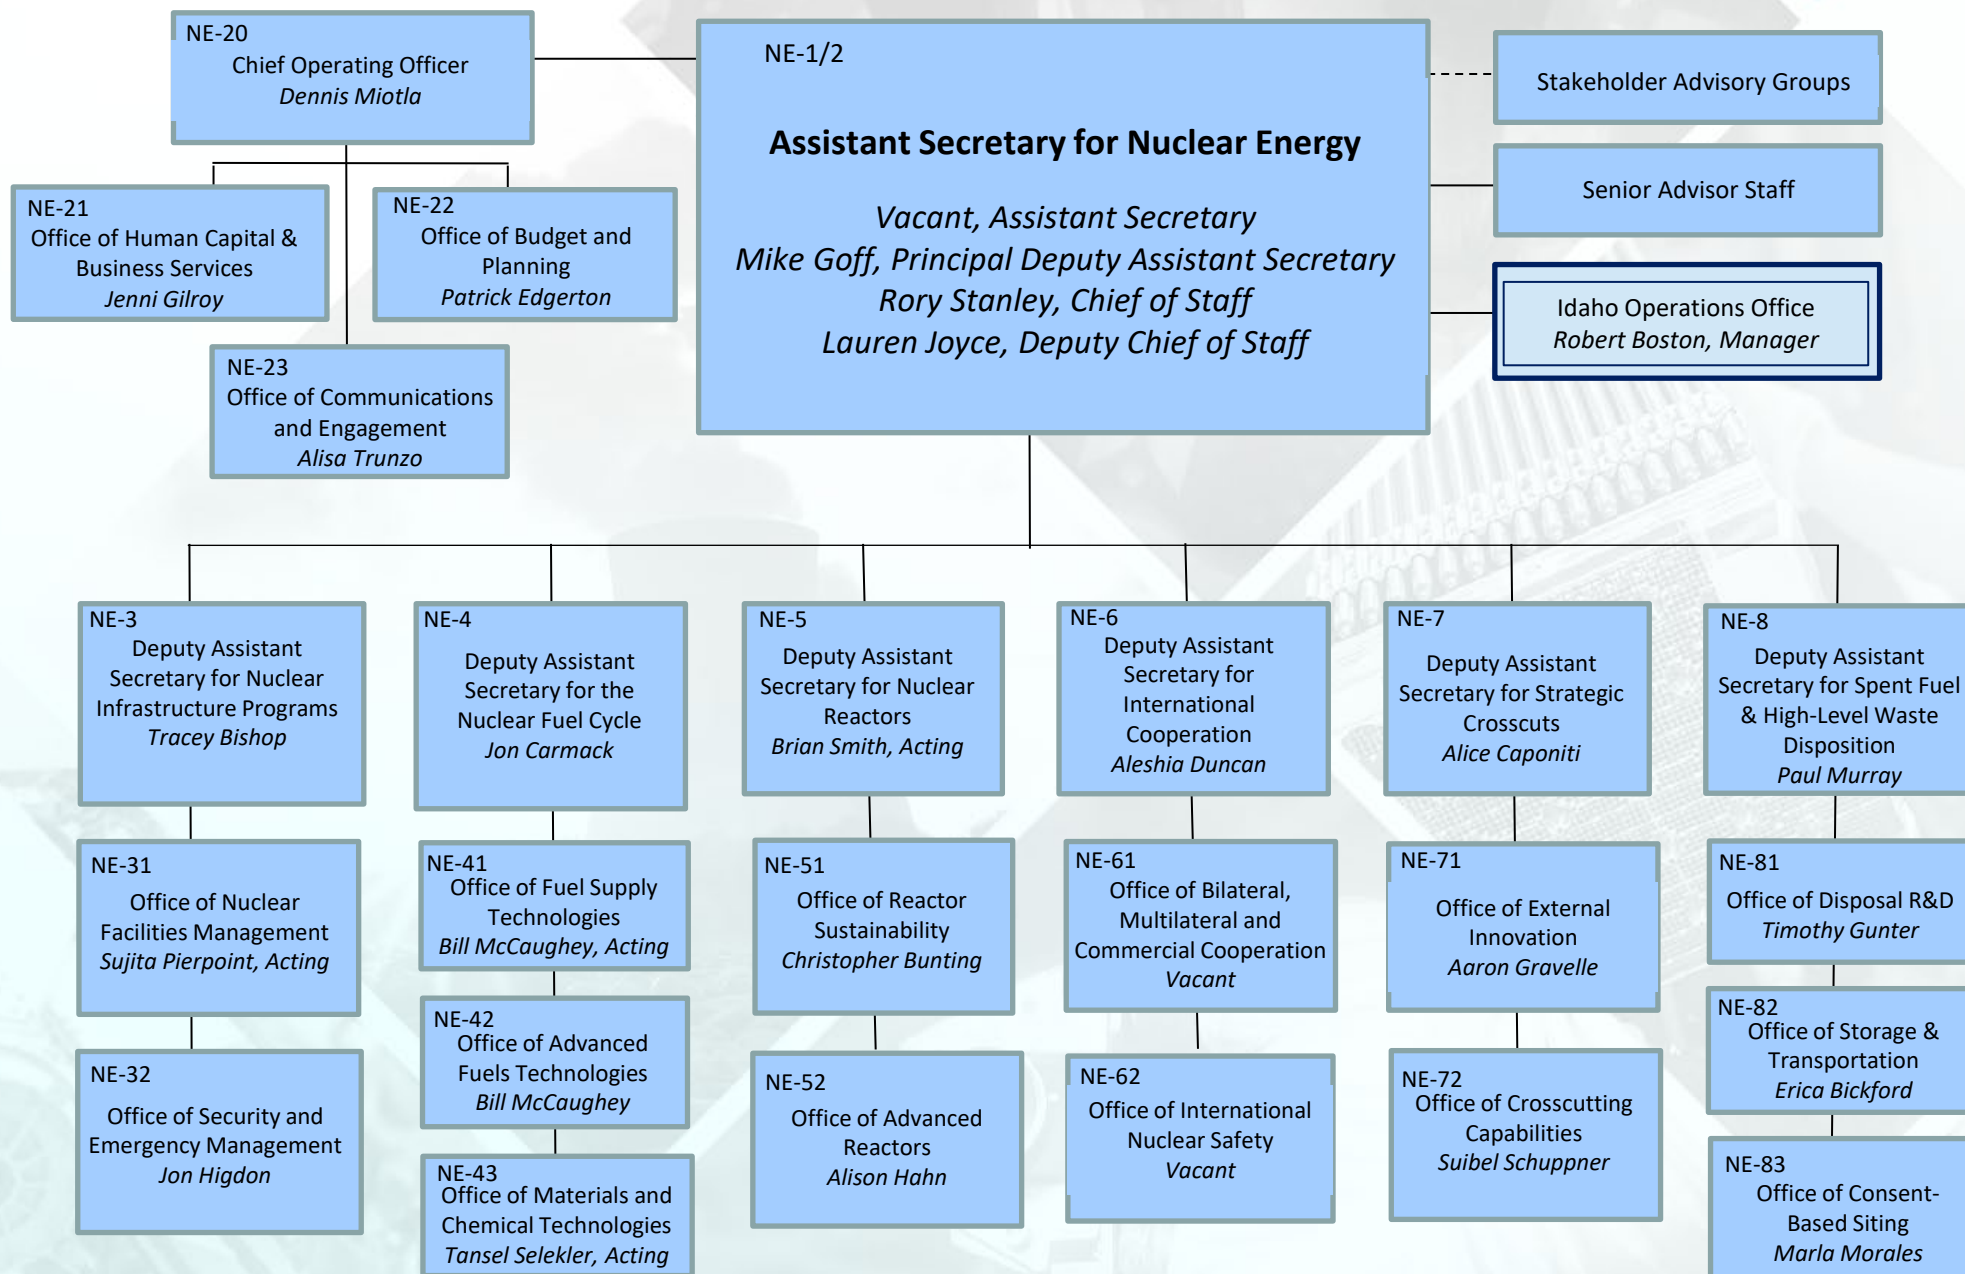 NE-20
Chief Operating Officer
Dennis Miotla
NE-1/2
Assistant Secretary for Nuclear Energy
Vacant, Assistant Secretary
Mike Goff, Principal Deputy Assistant Secretary
Rory Stanley, Chief of Staff
Lauren Joyce, Deputy Chief of Staff
Stakeholder Advisory Groups
Senior Advisor Staff
Idaho Operations Office
Robert Boston, Manager
NE-21
Office of Human Capital &
Business Services
Jenni Gilroy
NE-22
Office of Budget and
Planning
Patrick Edgerton
NE-23
Office of Communications
and Engagement
Alisa Trunzo
NE-3
Deputy Assistant
Secretary for Nuclear
Infrastructure Programs
Tracey Bishop
NE-4
Deputy Assistant
Secretary for the
Nuclear Fuel Cycle
Jon Carmack
NE-5
Deputy Assistant
Secretary for Nuclear
Reactors
Brian Smith, Acting
NE-6
Deputy Assistant
Secretary for
International
Cooperation
Aleshia Duncan
NE-7
Deputy Assistant
Secretary for Strategic
Crosscuts
Alice Caponiti
NE-8
Deputy Assistant
Secretary for Spent Fuel
& High-Level Waste
Disposition
Paul Murray
NE-31
Office of Nuclear
Facilities Management
Sujita Pierpoint, Acting
NE-41
Office of Fuel Supply
Technologies
Bill McCaughey, Acting
NE-51
Office of Reactor
Sustainability
Christopher Bunting
NE-61
Office of Bilateral,
Multilateral and
Commercial Cooperation
Vacant
NE-71
Office of External
Innovation
Aaron Gravelle
NE-81
Office of Disposal R&D
Timothy Gunter
NE-32
Office of Security and
Emergency Management
Jon Higdon
NE-42
Office of Advanced
Fuels Technologies
Bill McCaughey
NE-52
Office of Advanced
Reactors
Alison Hahn
NE-62
Office of International
Nuclear Safety
Vacant
NE-72
Office of Crosscutting
Capabilities
Suibel Schuppner
NE-82
Office of Storage &
Transportation
Erica Bickford
NE-43
Office of Materials and
Chemical Technologies
Tansel Selekler, Acting
NE-83
Office of Consent-
Based Siting
Marla Morales